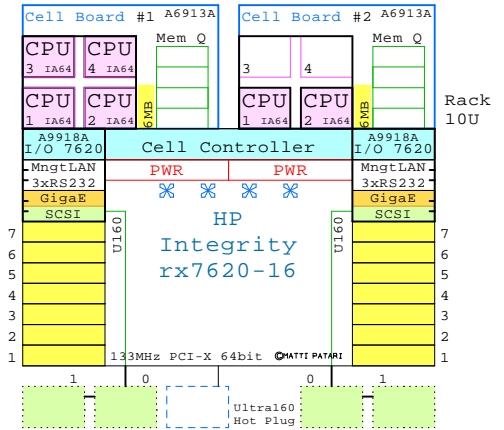 Cell Board #1 A6913A
Cell Board #2 A6913A
CPU CPU Mem Q
3 IA64 4 IA64
Mem Q
3 4
CPU CPU
1 IA64 2 IA64
6MB
CPU CPU
1 IA64 2 IA64
6MB
Rack
10U
A9918A
I/O 7620
Cell Controller
A9918A
I/O 7620
MngtLAN
3xRS232
GigaE
SCSI
PWR PWR
MngtLAN
3xRS232
GigaE
SCSI
U160
U160
HP
Integrity
rx7620-16
7
6
5
4
3
2
1
7
6
5
4
3
2
1
133MHz PCI-X 64bit ©MATTI PATARI
1 0 0 1
Ultra160
Hot Plug